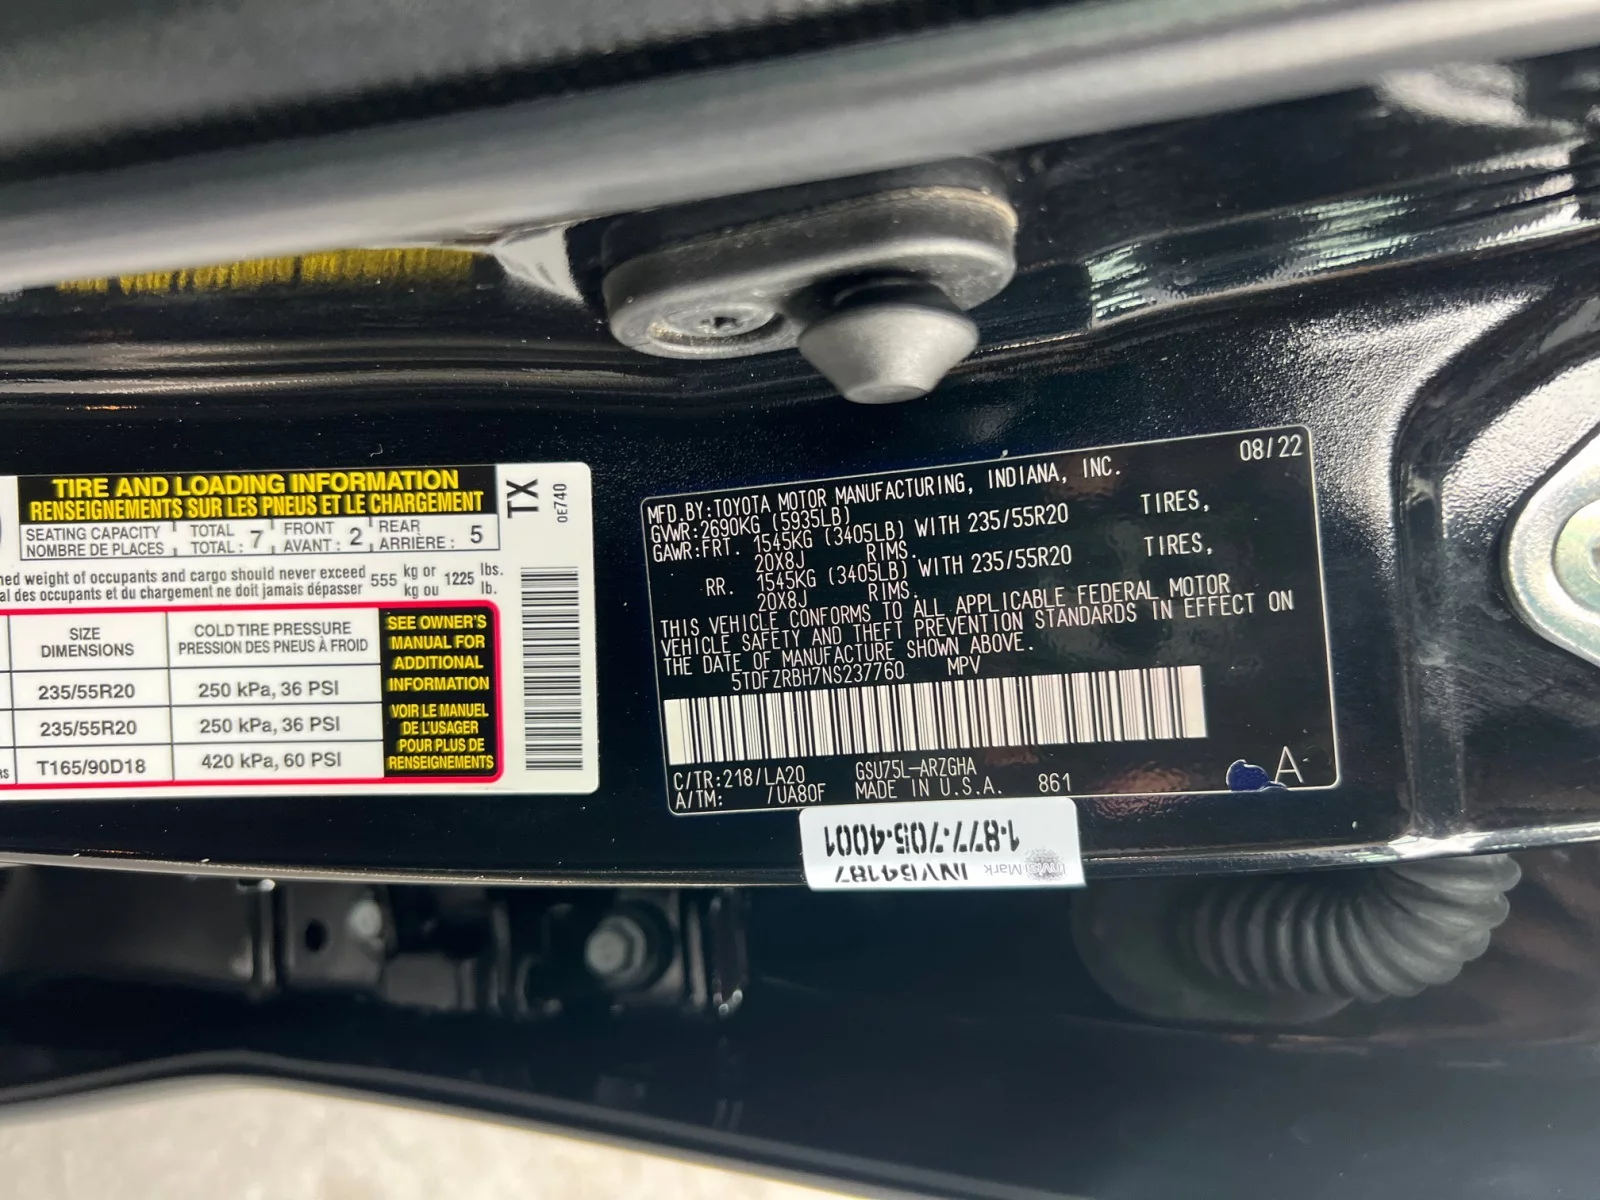 TIRE AND LOADING INFORMATION
RENSEIGNEMENTS SUR LES PNEUS ET LE CHARGEMENT
SEATING CAPACITY TOTAL FRONT REAR
NOMBRE DE PLACES TOTAL : 7 AVANT : 2 ARRIÈRE : 5
weight of occupants and cargo should never exceed 555 kg or 1225 lbs.
des occupants et du chargement ne doit jamais dépasser kg ou lb.
SIZE
DIMENSIONS
COLD TIRE PRESSURE
PRESSION DES PNEUS À FROID
235/55R20 250 kPa, 36 PSI
235/55R20 250 kPa, 36 PSI
T165/90D18 420 kPa, 60 PSI
SEE OWNER'S
MANUAL FOR
ADDITIONAL
INFORMATION
VOIR LE MANUEL
DE L'USAGER
POUR PLUS DE
RENSEIGNEMENTS
TX
0E740
08/22
MFD.BY:TOYOTA MOTOR MANUFACTURING, INDIANA, INC.
GVWR:2690KG (5935LB)
GAWR:FRT. 1545KG (3405LB) WITH 235/55R20 TIRES,
20X8J RIMS.
RR. 1545KG (3405LB) WITH 235/55R20 TIRES,
20X8J RIMS.
THIS VEHICLE CONFORMS TO ALL APPLICABLE FEDERAL MOTOR
VEHICLE SAFETY AND THEFT PREVENTION STANDARDS IN EFFECT ON
THE DATE OF MANUFACTURE SHOWN ABOVE.
5TDFZRBH7NS237760 MPV
C/TR:218/LA20 GSU75L-ARZGHA
A/TM: /UA80F MADE IN U.S.A. 861
A
InVisiMark INV64187
1-877-705-4001